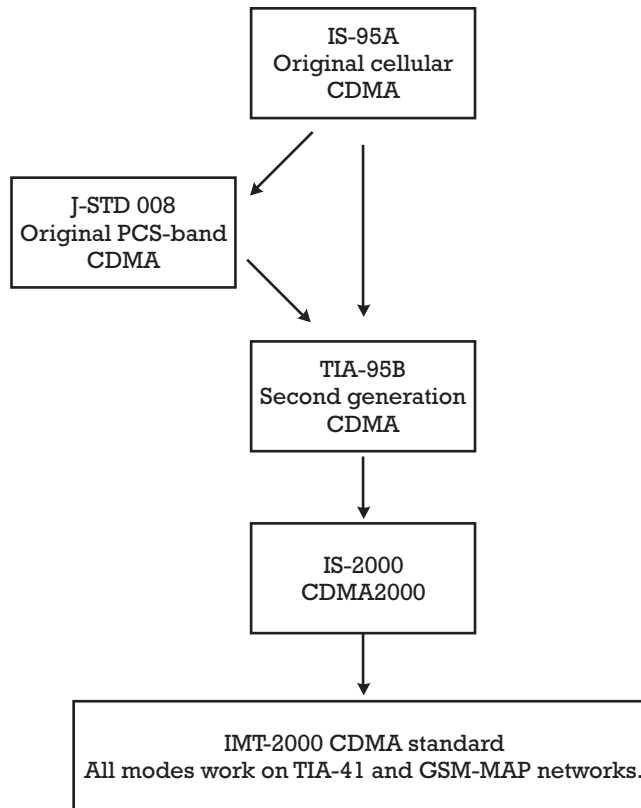 IS-95A
Original cellular
CDMA
J-STD 008
Original PCS-band
CDMA
TIA-95B
Second generation
CDMA
IS-2000
CDMA2000
IMT-2000 CDMA standard
All modes work on TIA-41 and GSM-MAP networks.